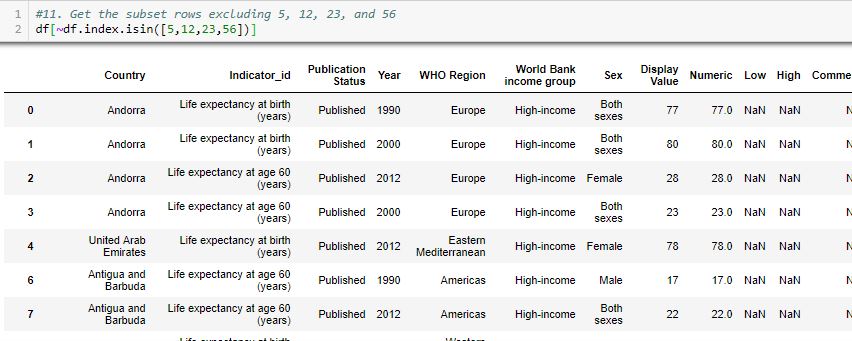 1 #11. Get the subset rows excluding 5, 12, 23, and 56
2 df[~df.index.isin([5,12,23,56])]
Country Indicator_id Publication Status Year WHO Region World Bank income group Sex Display Value Numeric Low High Comme
0 Andorra Life expectancy at birth (years) Published 1990 Europe High-income Both sexes 77 77.0 NaN NaN N
1 Andorra Life expectancy at birth (years) Published 2000 Europe High-income Both sexes 80 80.0 NaN NaN N
2 Andorra Life expectancy at age 60 (years) Published 2012 Europe High-income Female 28 28.0 NaN NaN N
3 Andorra Life expectancy at age 60 (years) Published 2000 Europe High-income Both sexes 23 23.0 NaN NaN N
4 United Arab Emirates Life expectancy at birth (years) Published 2012 Eastern Mediterranean High-income Female 78 78.0 NaN NaN N
6 Antigua and Barbuda Life expectancy at age 60 (years) Published 1990 Americas High-income Male 17 17.0 NaN NaN N
7 Antigua and Barbuda Life expectancy at age 60 (years) Published 2012 Americas High-income Both sexes 22 22.0 NaN NaN N